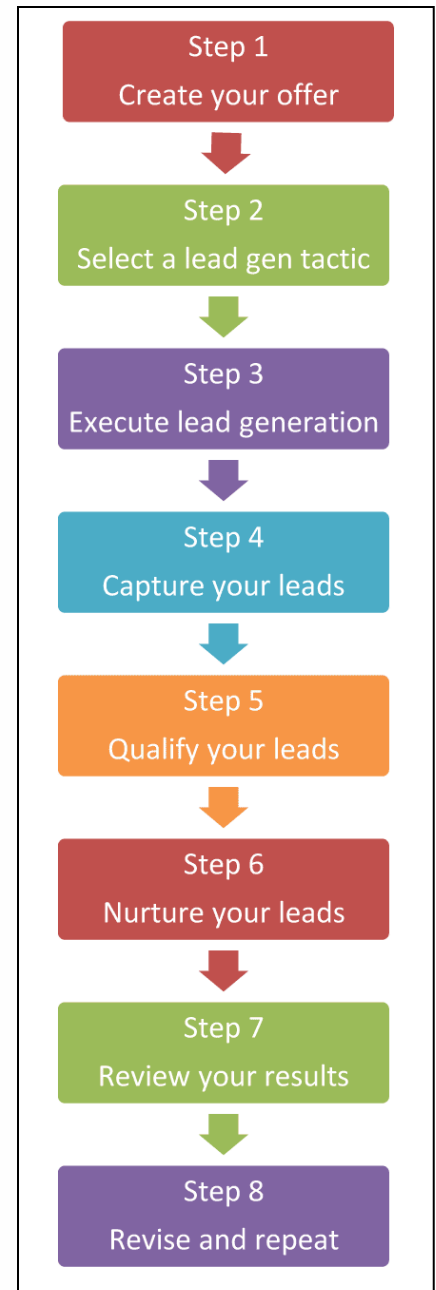 Step 1
Create your offer
Step 2
Select a lead gen tactic
Step 3
Execute lead generation
Step 4
Capture your leads
Step 5
Qualify your leads
Step 6
Nurture your leads
Step 7
Review your results
Step 8
Revise and repeat